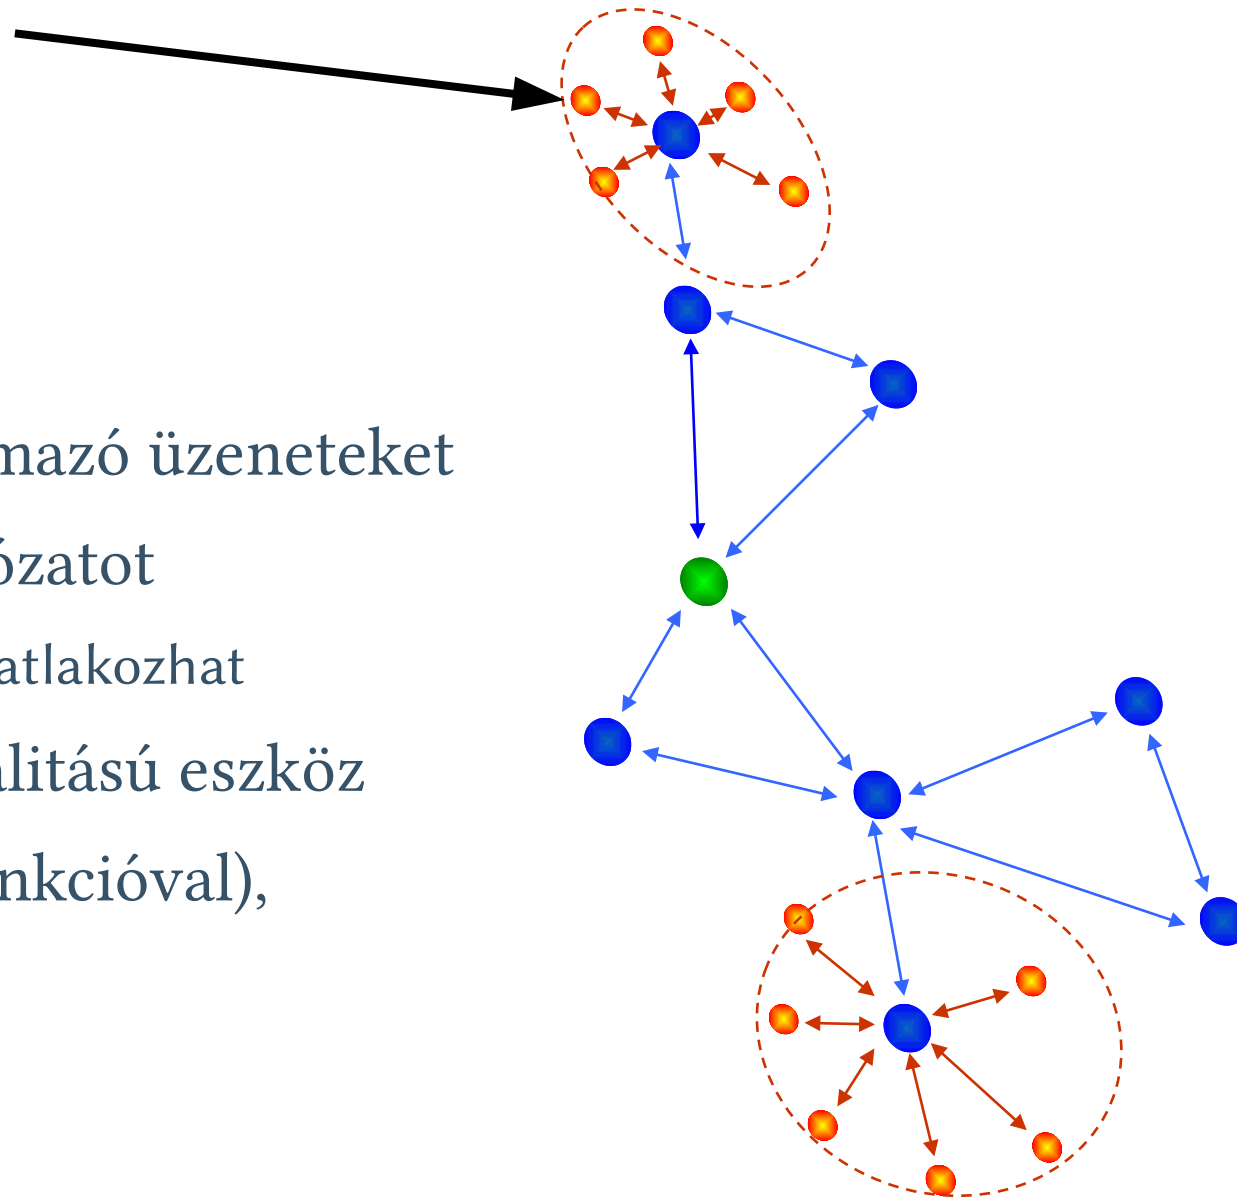 mazó üzeneteket
ózatot
atlakozhat
alitású eszköz
nkcióval),